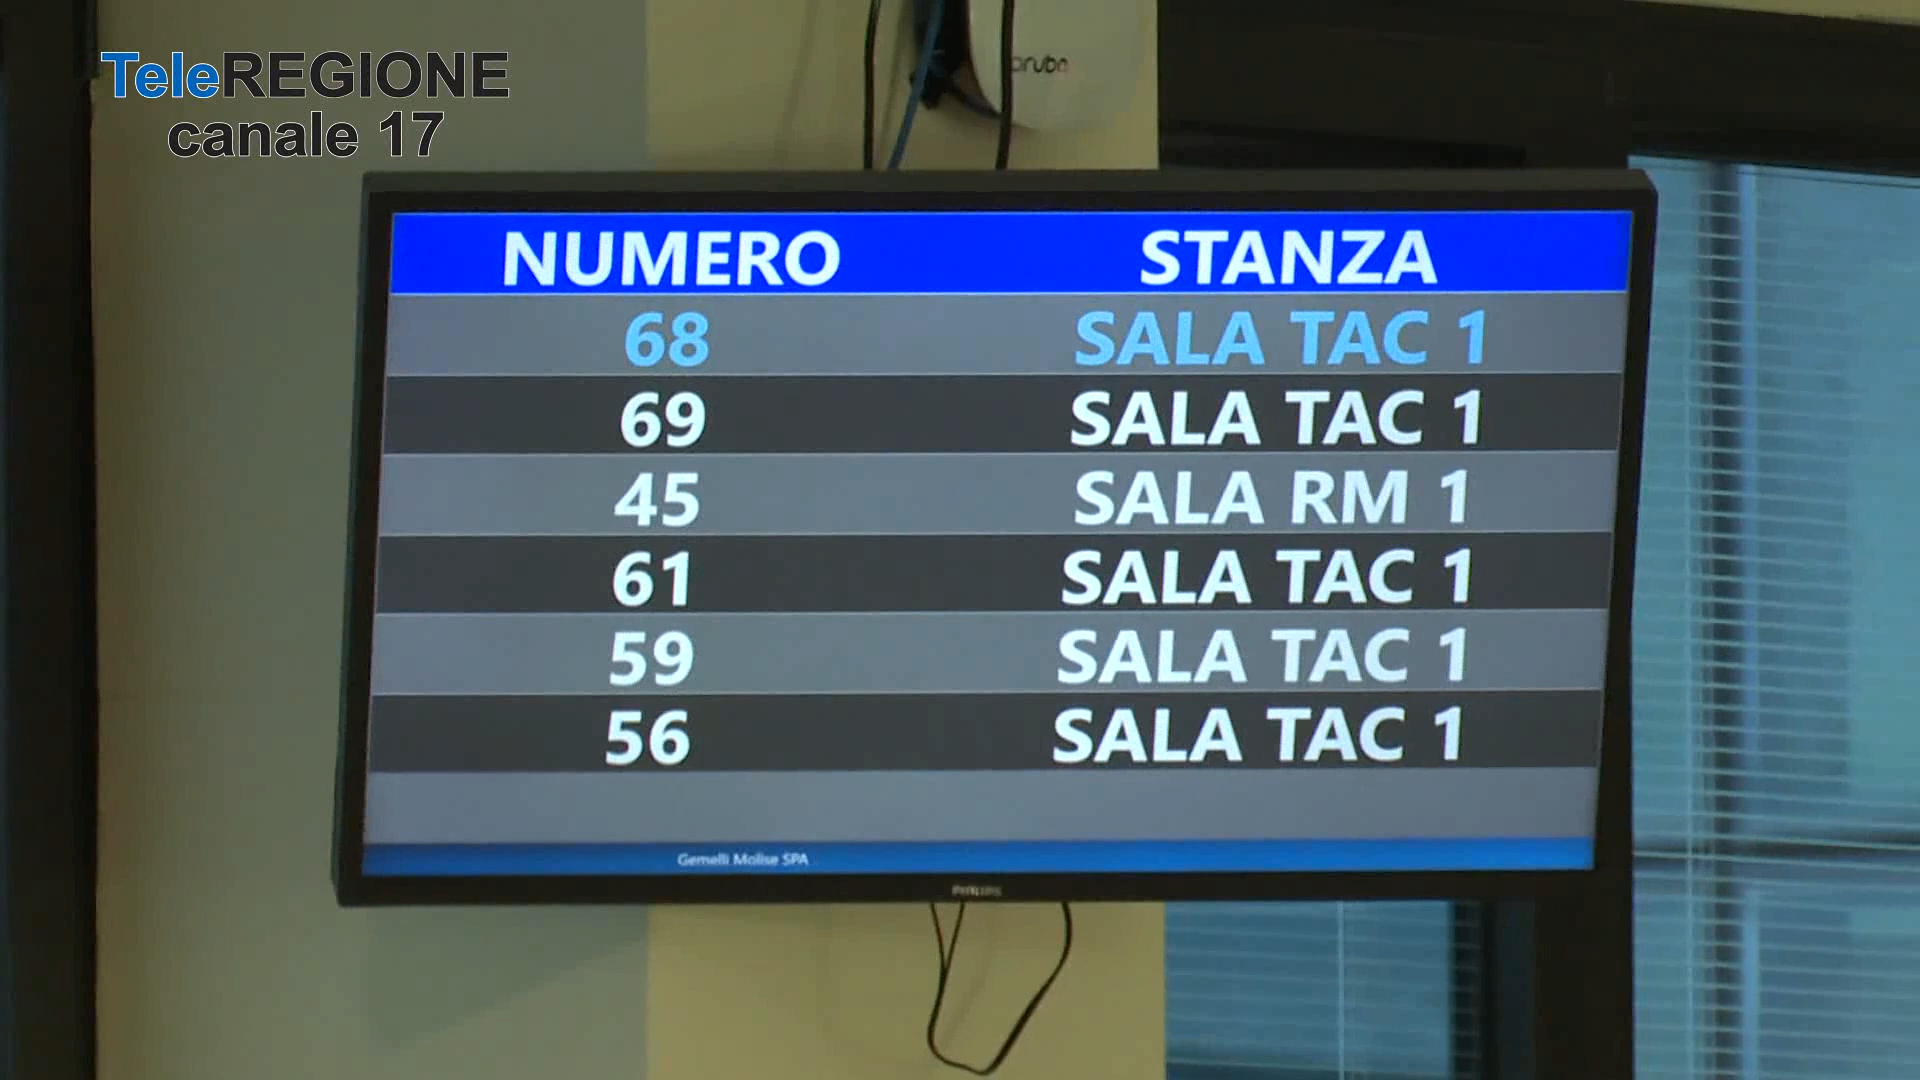 TeleREGIONE
canale 17
aruba
NUMERO STANZA
68 SALA TAC 1
69 SALA TAC 1
45 SALA RM 1
61 SALA TAC 1
59 SALA TAC 1
56 SALA TAC 1
Gemelli Molise SPA
PHILIPS